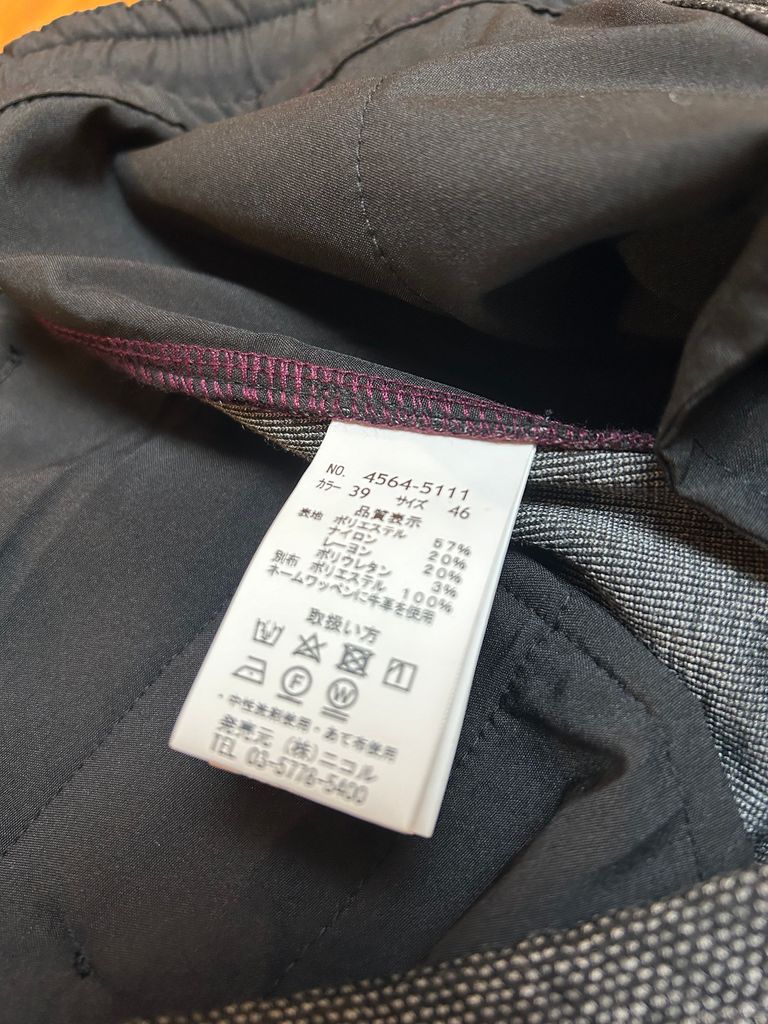 NO. 4564-5111
カラー 39 サイズ 46
品質表示
表地 ポリエステル 57%
ナイロン 20%
レーヨン 20%
ポリウレタン 3%
別布 ポリエステル 100%
ネームワッペンに牛革を使用
取扱い方
F W
・中性洗剤使用・あて布使用
発売元 (株)ニコル
TEL 03-5778-5400